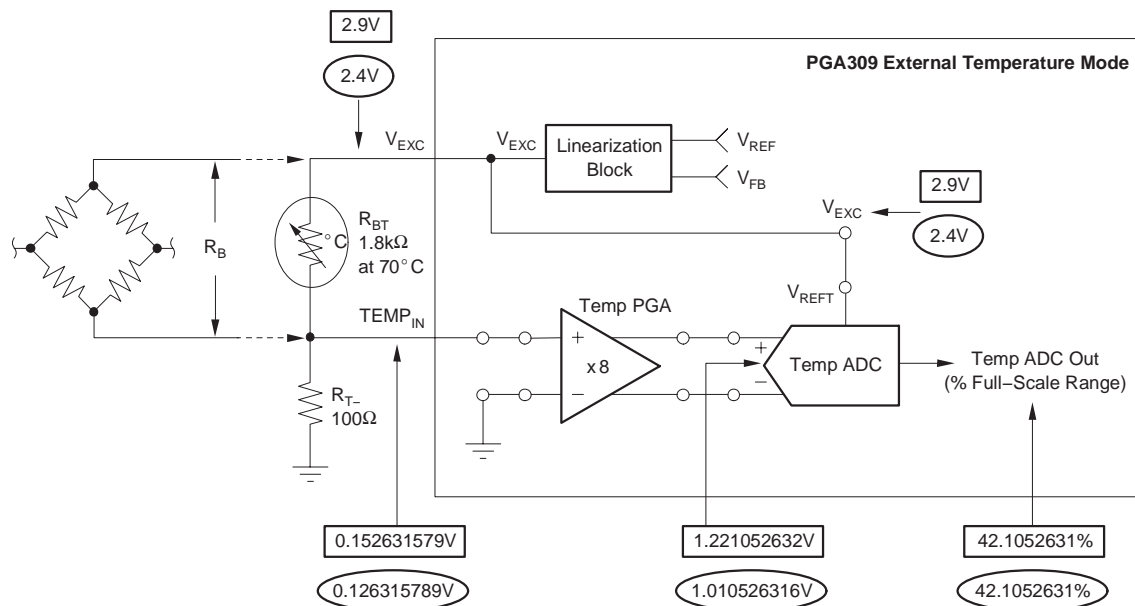 2.9V
2.4V
PGA309 External Temperature Mode
V_EXC
V_EXC
Linearization
Block
V_REF
V_FB
2.9V
V_EXC
2.4V
R_B
°C
R_BT
1.8kΩ
at 70°C
V_REFT
Temp PGA
TEMP_IN
+
x 8
−
+
−
Temp ADC
Temp ADC Out
(% Full−Scale Range)
R_T−
100Ω
0.152631579V
1.221052632V
42.1052631%
0.126315789V
1.010526316V
42.1052631%